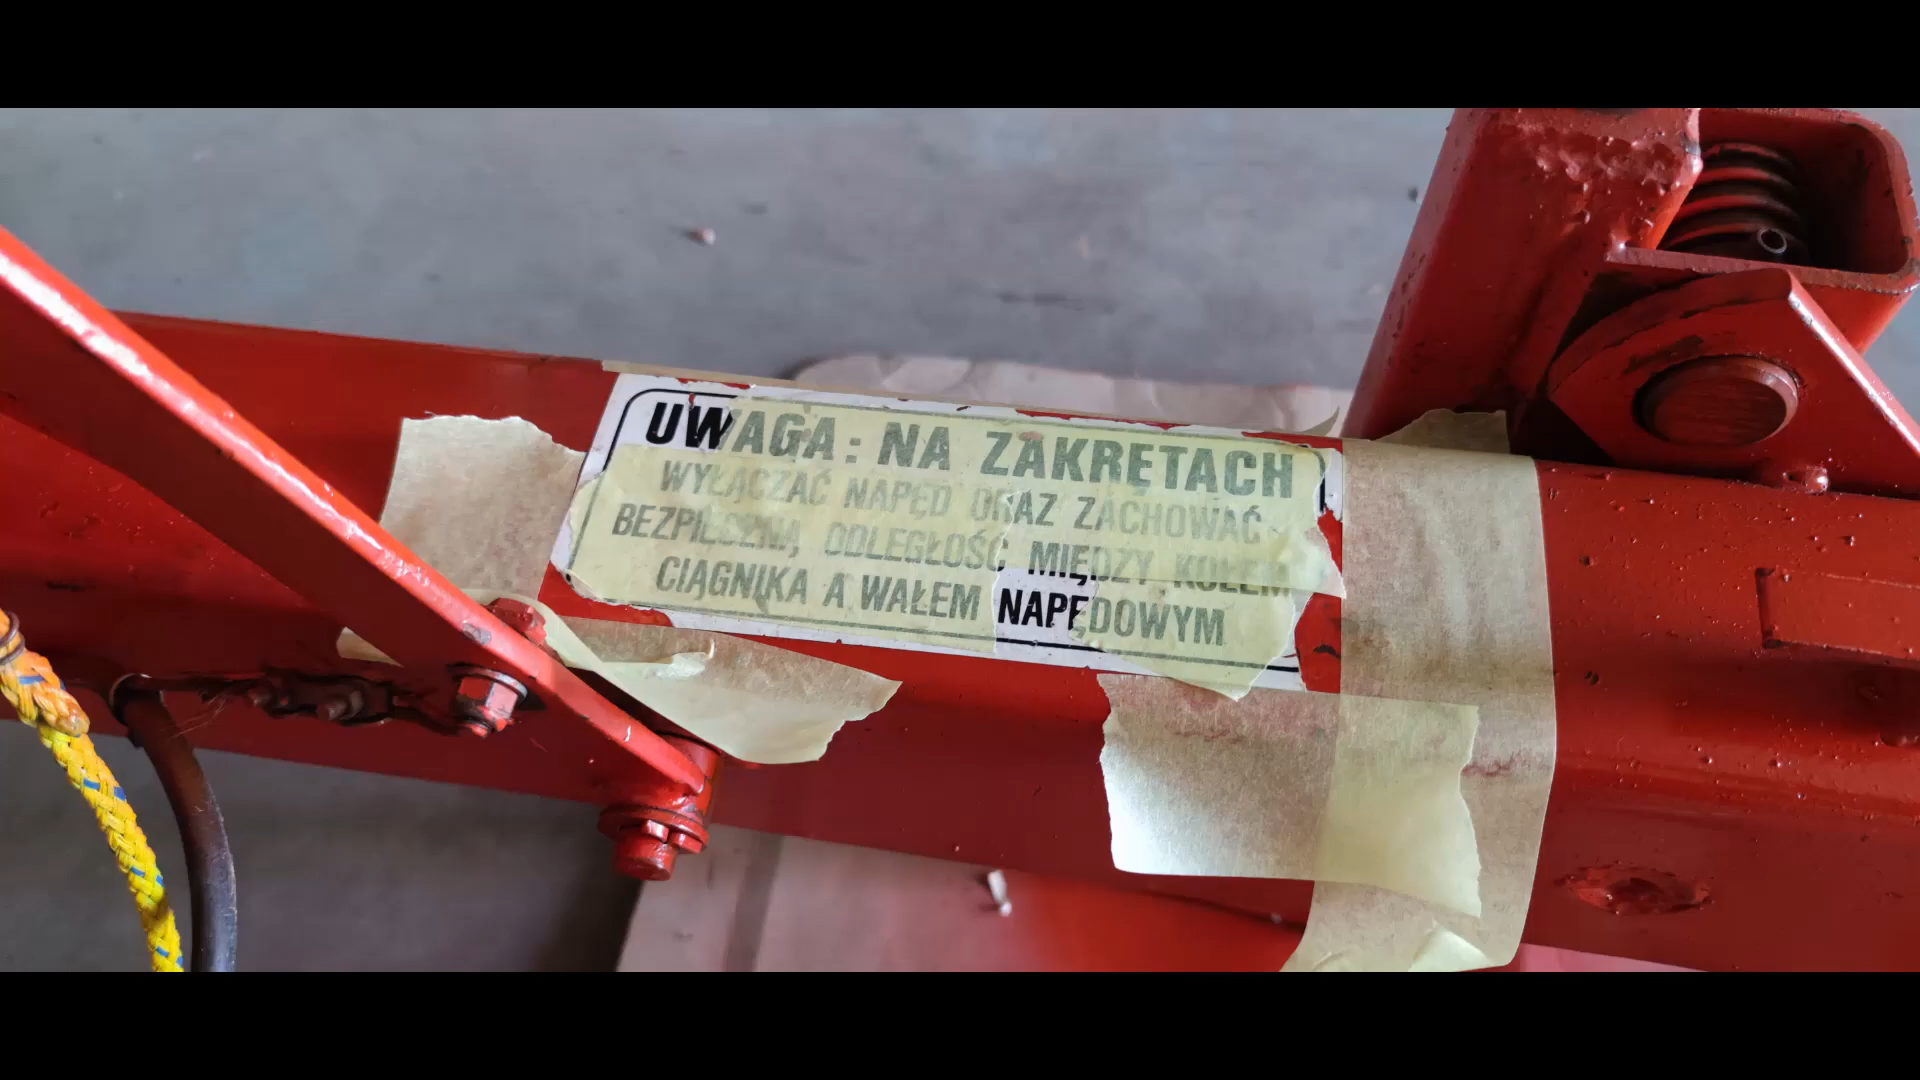 UWAGA: NA ZAKRĘTACH
WYŁĄCZAĆ NAPĘD ORAZ ZACHOWAĆ
BEZPIECZNĄ ODLEGŁOŚĆ MIĘDZY KOŁEM
CIĄGNIKA A WAŁEM NAPĘDOWYM